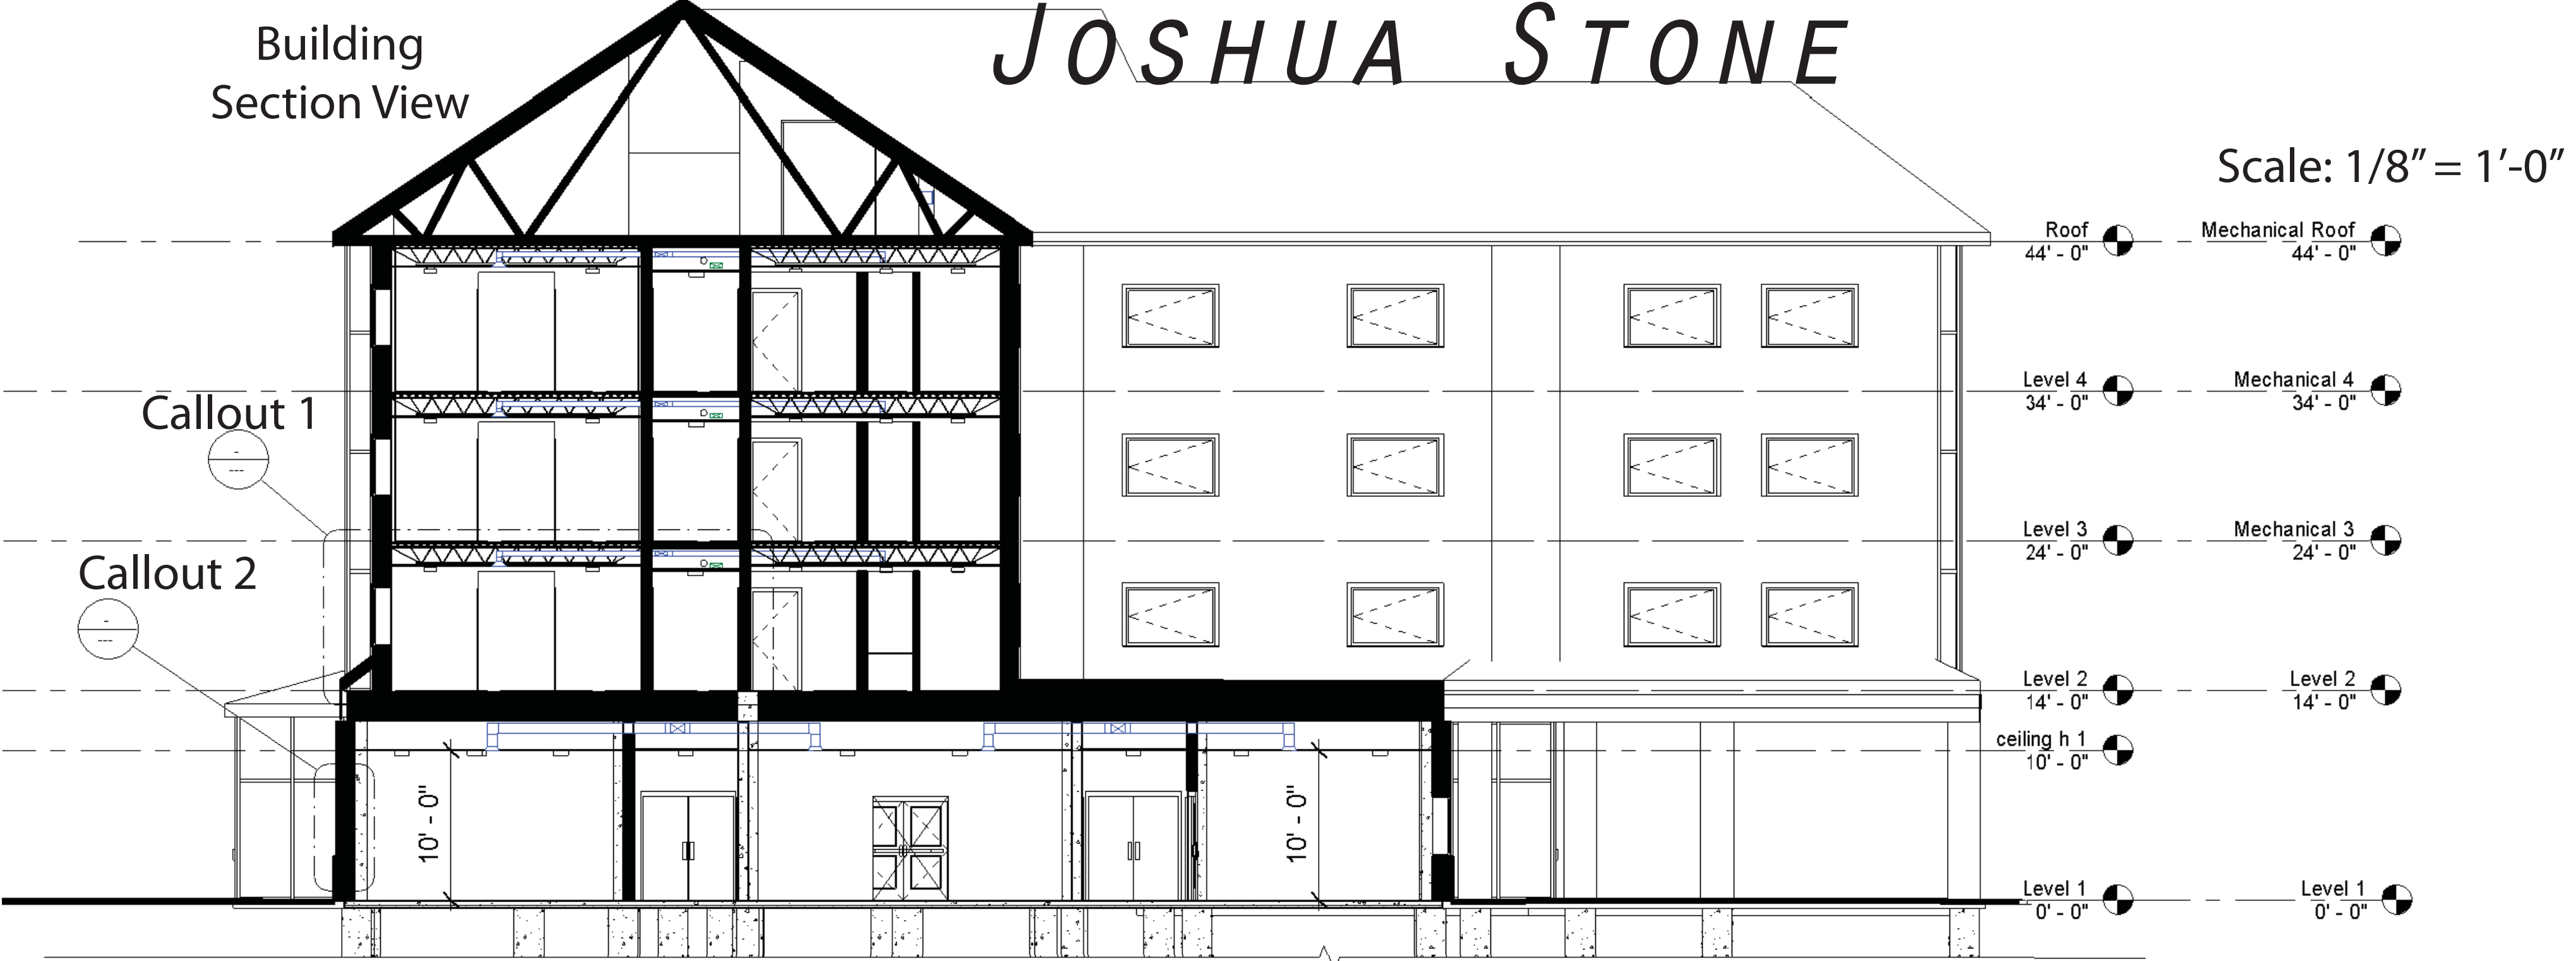 Building
Section View
JOSHUA STONE
Scale: 1/8” = 1’-0”
Roof
44' - 0"
Mechanical Roof
44' - 0"
Callout 1
-
---
Level 4
34' - 0"
Mechanical 4
34' - 0"
Callout 2
-
---
Level 3
24' - 0"
Mechanical 3
24' - 0"
Level 2
14' - 0"
Level 2
14' - 0"
ceiling h 1
10' - 0"
10' - 0"
10' - 0"
Level 1
0' - 0"
Level 1
0' - 0"